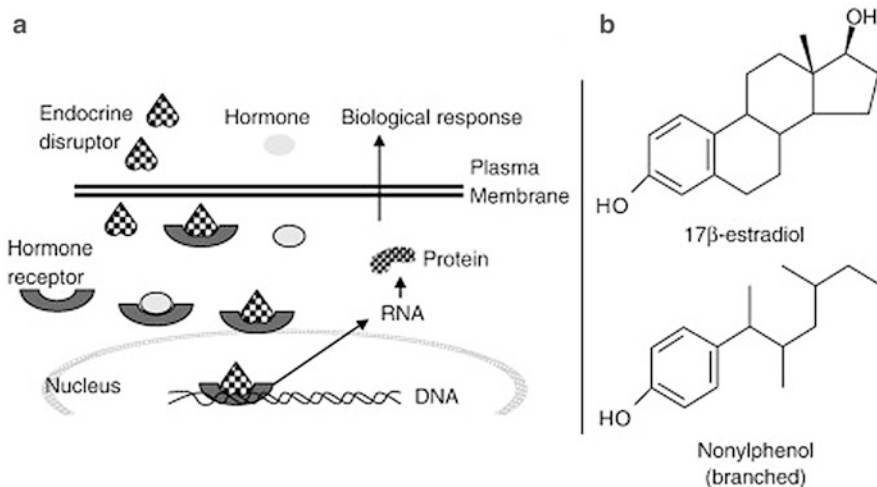 a
Endocrine
disruptor
Hormone
Biological response
Plasma
Membrane
Hormone
receptor
Protein
RNA
Nucleus
DNA
b
OH
HO
17β-estradiol
HO
Nonylphenol
(branched)